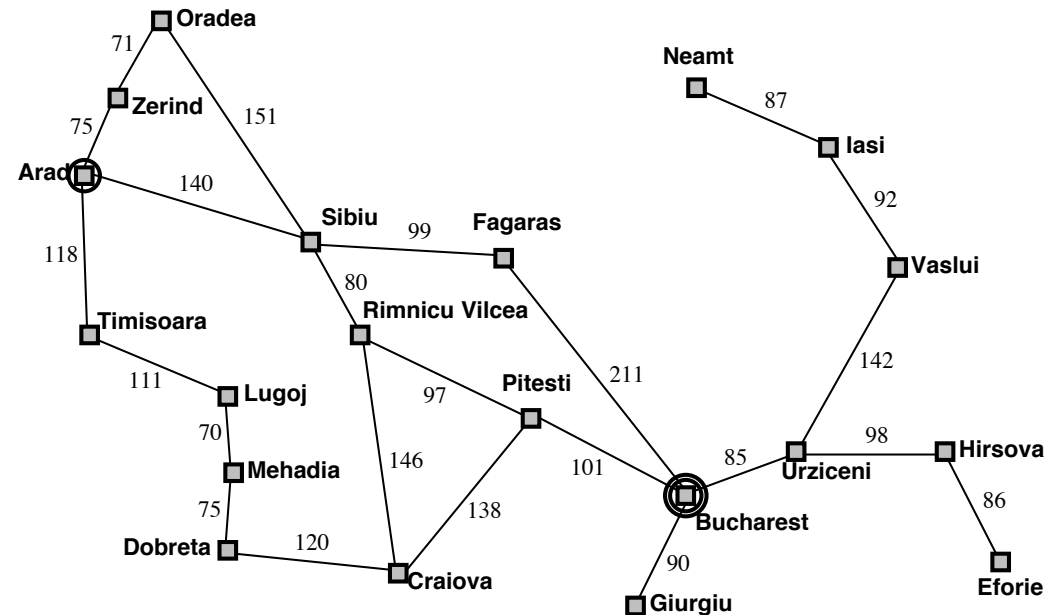 Oradea
71
Neamt
87
Zerind
75
151
Iasi
Arad
140
92
Sibiu
Fagaras
99
118
80
Vaslui
Timisoara
Rimnicu Vilcea
142
111
211
Lugoj
97
Pitesti
70
98
Hirsova
146
85
Mehadia
101
Urziceni
75
138
86
Bucharest
Dobreta
120
90
Craiova
Eforie
Giurgiu